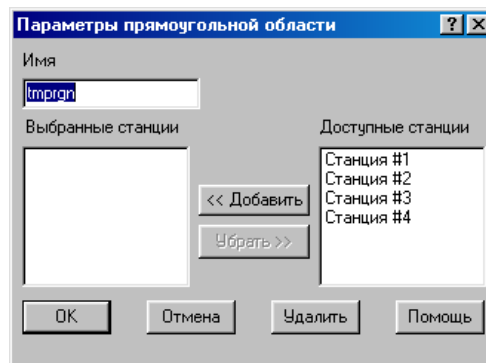 Параметры прямоугольной области
Имя
tmprgn
Выбранные станции
Доступные станции
Станция #1
Станция #2
Станция #3
Станция #4
<< Добавить
Убрать >>
OK
Отмена
Удалить
Помощь